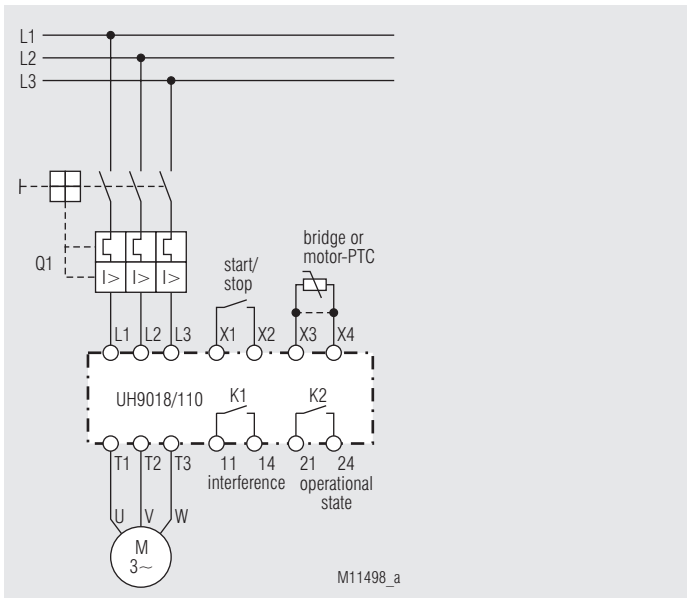 L1
L2
L3
Q1
I> I> I>
start/
stop
bridge or
motor-PTC
L1 L2 L3 X1 X2 X3 X4
UH9018/110 K1 K2
T1 T2 T3 11 14 21 24
interference operational
state
U V W
M
3~
M11498_a